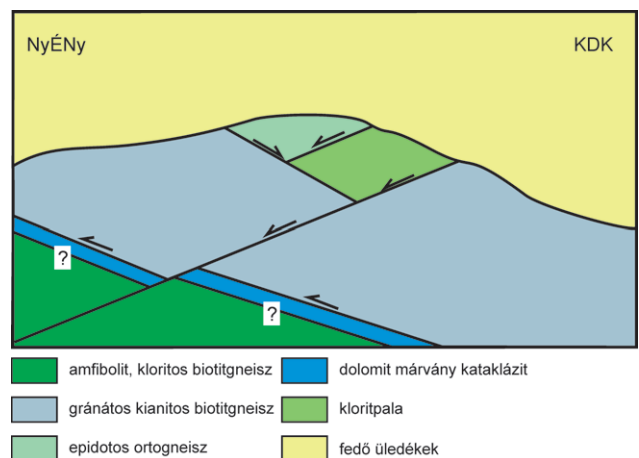 NyÉNy
KDK
?
?
amfibolit, kloritos biotitgneisz
dolomit márvány kataklázit
gránátos kianitos biotitgneisz
kloritpala
epidotos ortogneisz
fedő üledékek